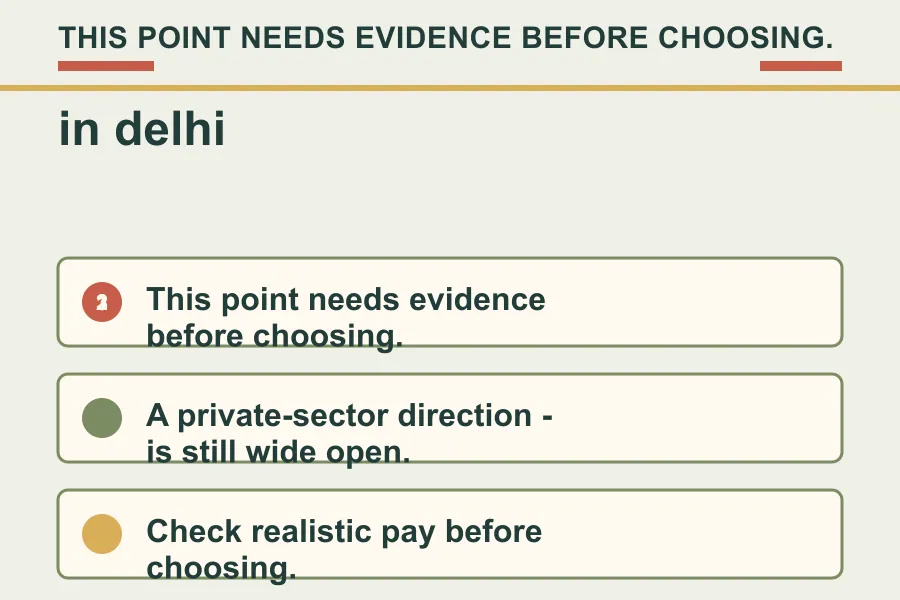 THIS POINT NEEDS EVIDENCE BEFORE CHOOSING.
in delhi
This point needs evidence
before choosing.
A private-sector direction -
is still wide open.
Check realistic pay before
choosing.